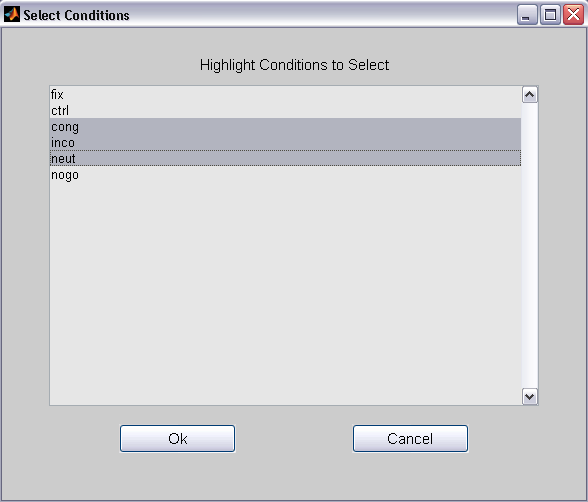 Select Conditions
Highlight Conditions to Select
fix
ctrl
cong
inco
neut
nogo
Ok
Cancel